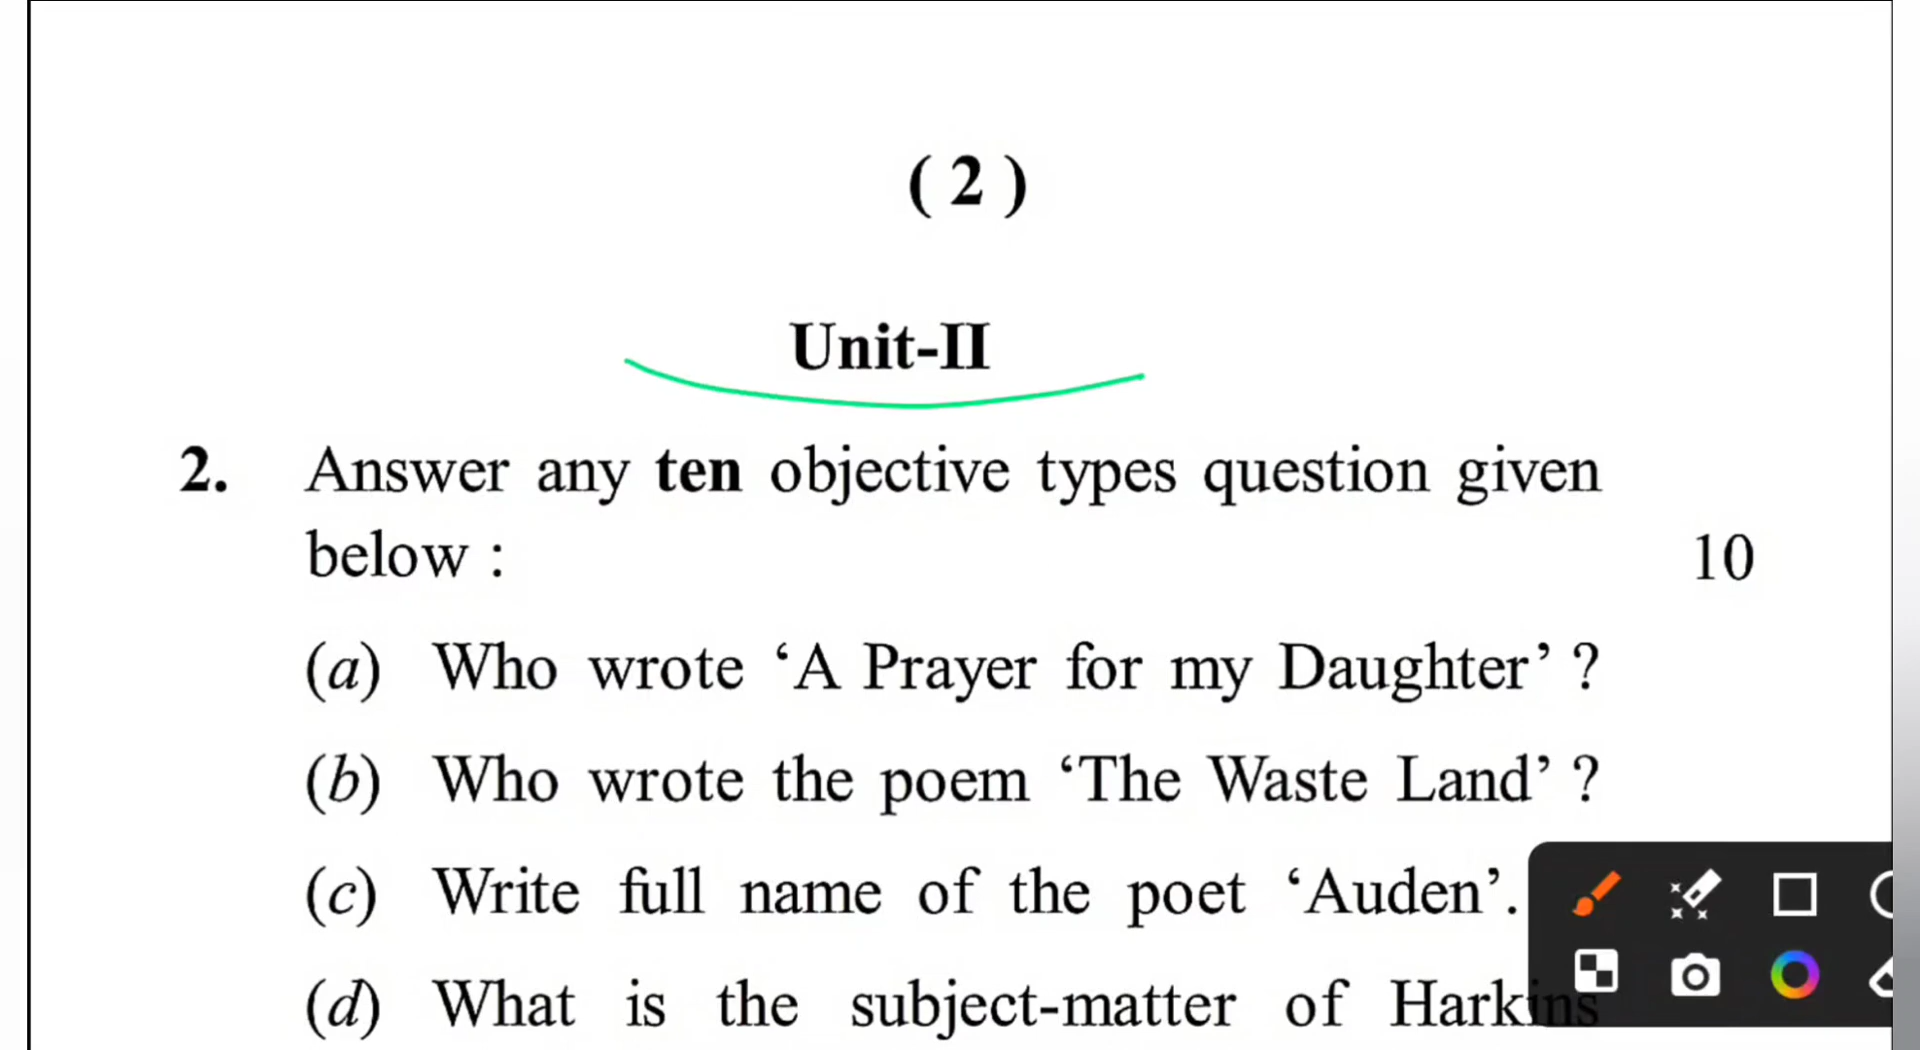 ( 2 )
Unit-II
2. Answer any ten objective types question given
below : 10
(a) Who wrote ‘A Prayer for my Daughter’ ?
(b) Who wrote the poem ‘The Waste Land’ ?
(c) Write full name of the poet ‘Auden’.
(d) What is the subject-matter of Harkins